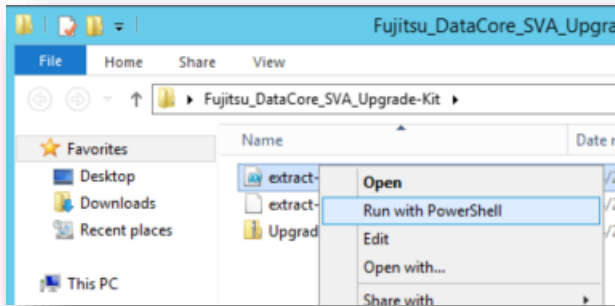 Fujitsu_DataCore_SVA_Upgra
File Home Share View
Fujitsu_DataCore_SVA_Upgrade-Kit
Name Date
Favorites
Desktop
Downloads
Recent places
This PC
extract-
extract-
Upgrad
Open
Run with PowerShell
Edit
Open with...
Share with